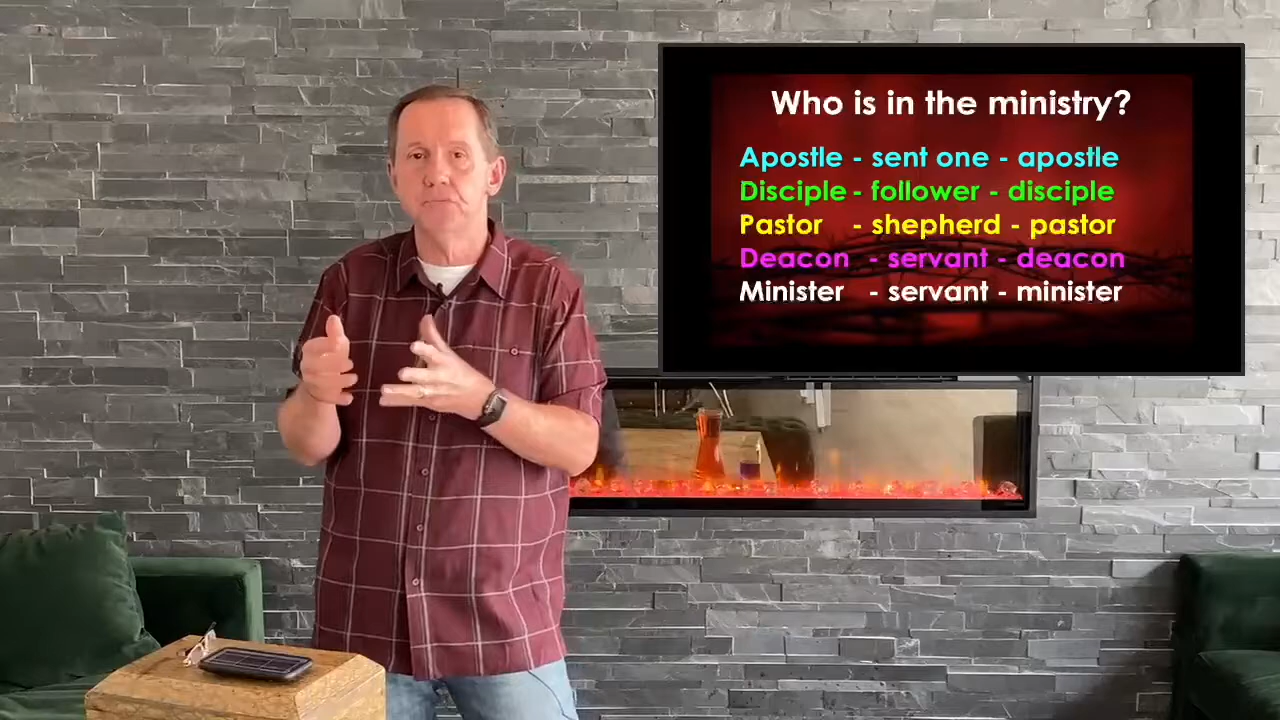 Who is in the ministry?
Apostle - sent one - apostle
Disciple - follower - disciple
Pastor - shepherd - pastor
Deacon - servant - deacon
Minister - servant - minister